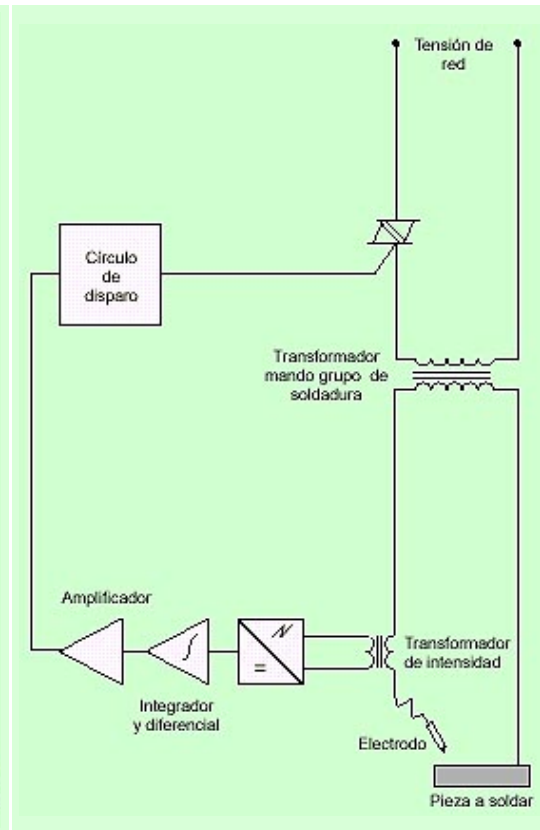 Tensión de
red
Círculo
de
disparo
Transformador
mando grupo de
soldadura
Amplificador
Integrador
y diferencial
N
=
Transformador
de intensidad
Electrodo
Pieza a soldar